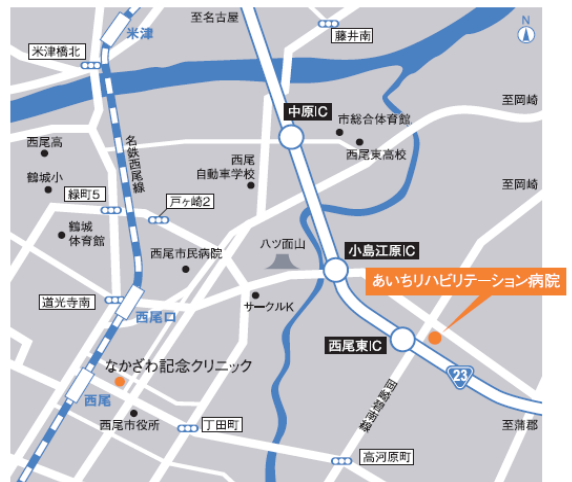 至名古屋
N
米津
藤井南
米津橋北
至岡崎
中原IC
市総合体育館
西尾高
名鉄西尾線
西尾東高校
西尾
自動車学校
鶴城小
至岡崎
緑町5
戸ヶ崎2
鶴城
体育館
西尾市民病院
八ツ面山
小島江原IC
あいちリハビリテーション病院
道光寺南
西尾口
サークルK
西尾東IC
なかざわ記念クリニック
23
岡崎碧南線
西尾
西尾市役所
丁田町
至蒲郡
高河原町